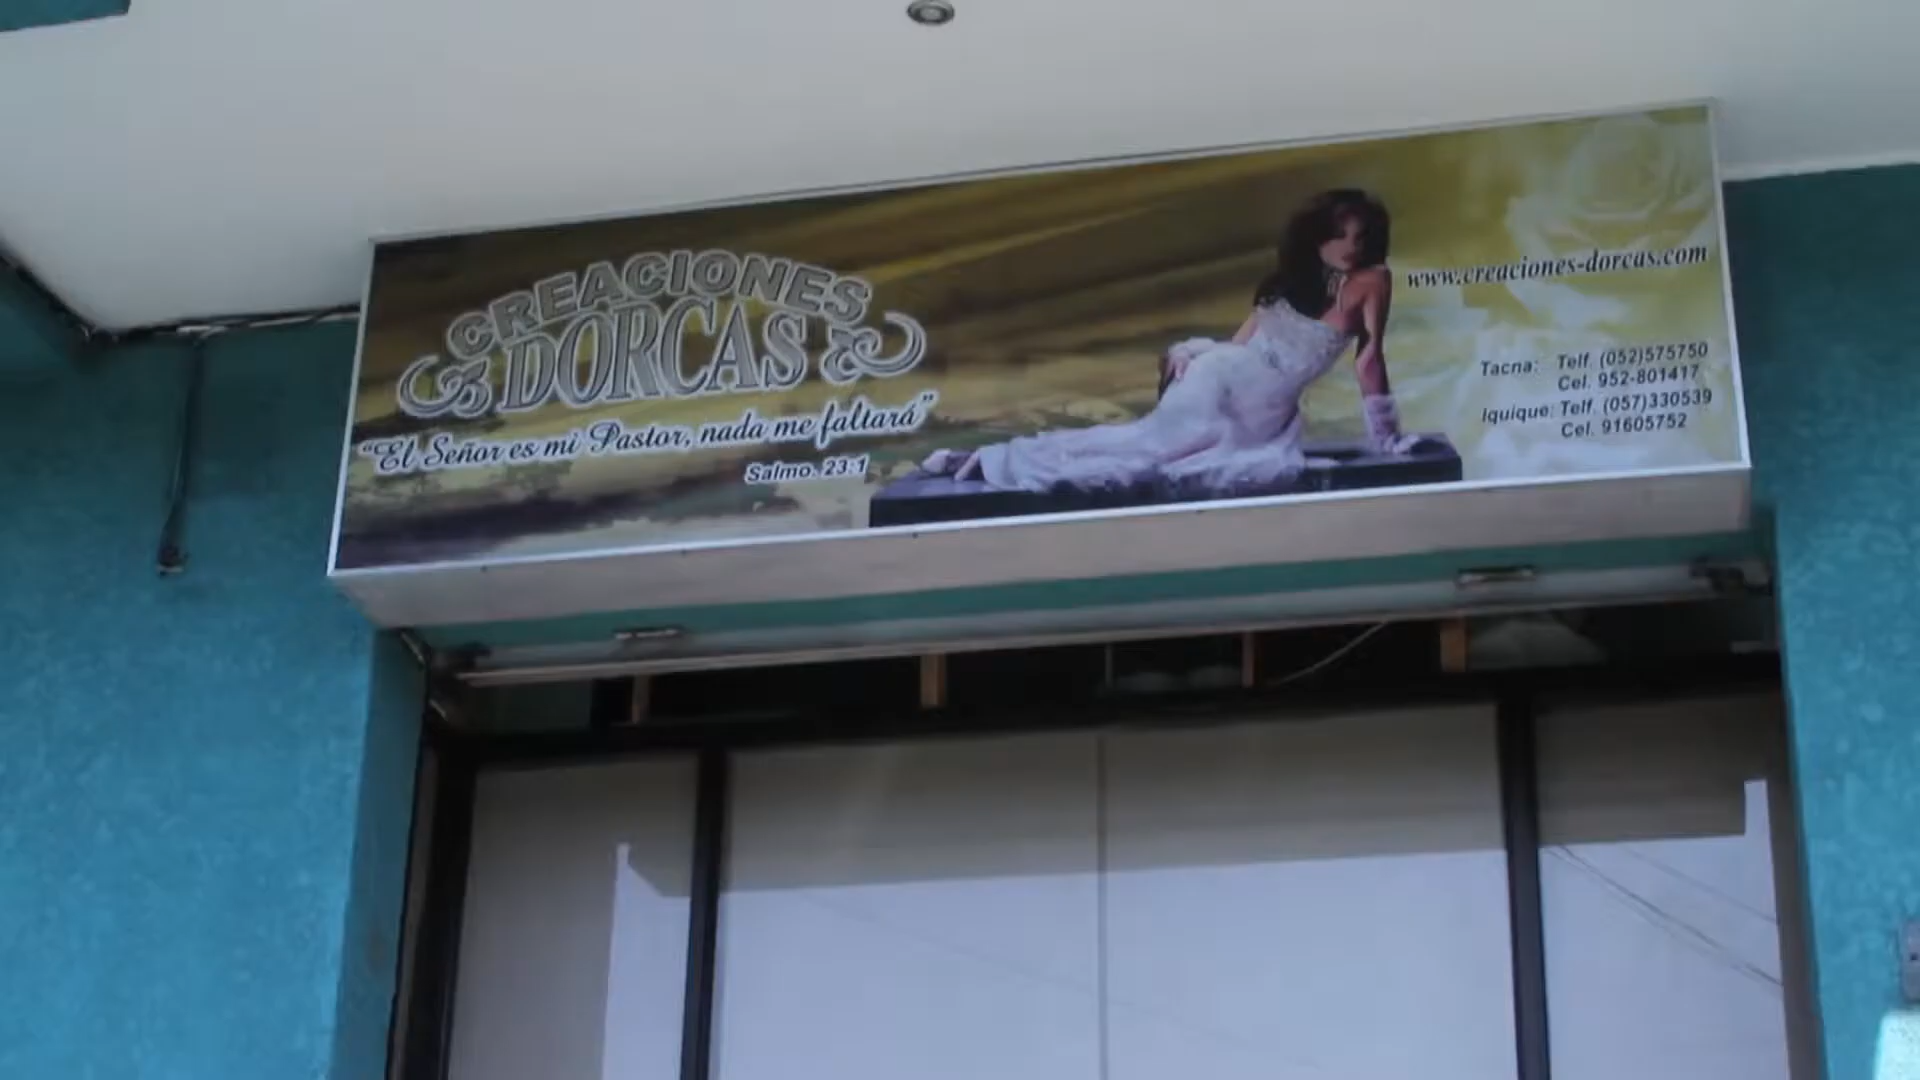 CREACIONES
DORCAS
“El Señor es mi Pastor, nada me faltará”
Salmo. 23:1
www.creaciones-dorcas.com
Tacna: Telf. (052)575750
Cel. 952-801417
Iquique: Telf. (057)330539
Cel. 91605752